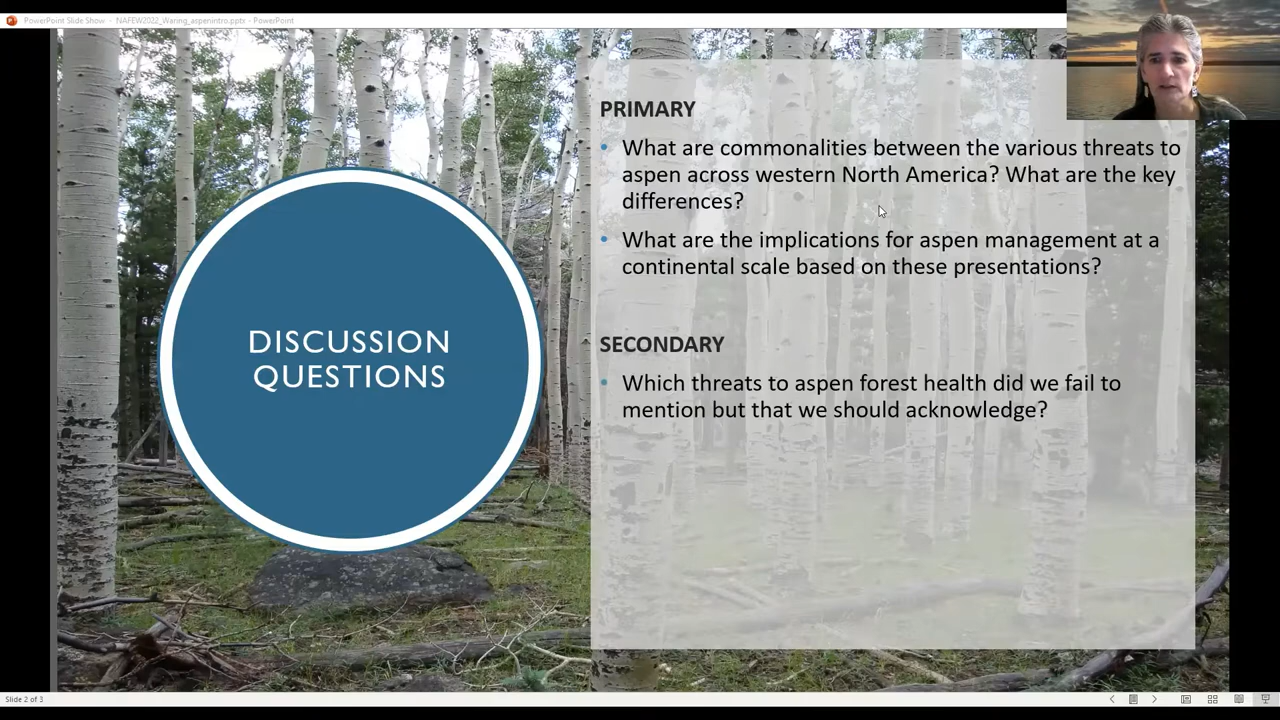 PowerPoint Slide Show - NAFEW2022_Waring_aspenintro.pptx - PowerPoint
DISCUSSION
QUESTIONS
PRIMARY
• What are commonalities between the various threats to
aspen across western North America? What are the key
differences?
• What are the implications for aspen management at a
continental scale based on these presentations?
SECONDARY
• Which threats to aspen forest health did we fail to
mention but that we should acknowledge?
Slide 2 of 3